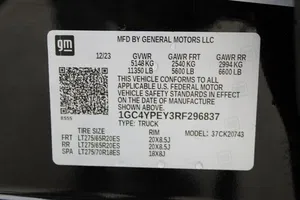 gm
MFD BY GENERAL MOTORS LLC
12/23 GVWR GAWR FRT GAWR RR
5148 KG 2540 KG 2994 KG
11350 LB 5600 LB 6600 LB
THIS VEHICLE CONFORMS TO ALL
APPLICABLE U.S. FEDERAL MOTOR
VEHICLE SAFETY STANDARDS IN
EFFECT ON THE DATE OF
MANUFACTURE SHOWN ABOVE.
1GC4YPEY3RF296837
TYPE: TRUCK
TIRE SIZE RIM MODEL: 37CK20743
FRT LT275/65R20ES 20X8.5J
RR LT275/65R20ES 20X8.5J
SPA LT275/70R18ES 18X8J